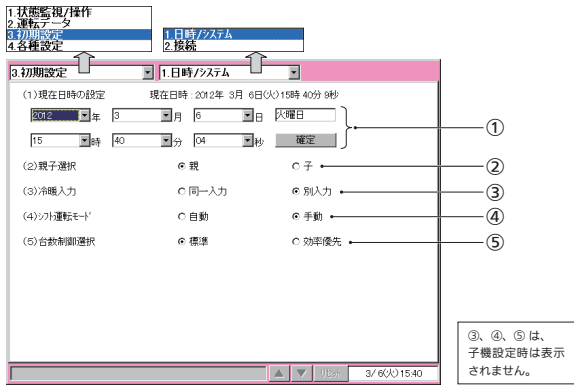 1.状態監視/操作
2.運転データ
3.初期設定
4.各種設定
1.日時/システム
2.接続
3.初期設定 1.日時/システム
(1)現在日時の設定 現在日時:2012年 3月 6日(火)15時 40分 9秒
2012 年 3 月 6 日 火曜日
15 時 40 分 04 秒 確定
①
(2)親子選択 親 子 ②
(3)冷暖入力 同一入力 別入力 ③
(4)シフト運転モード 自動 手動 ④
(5)台数制御選択 標準 効率優先 ⑤
③、④、⑤ は、
子機設定時は表示
されません。
リセット 3/ 6(火)15:40